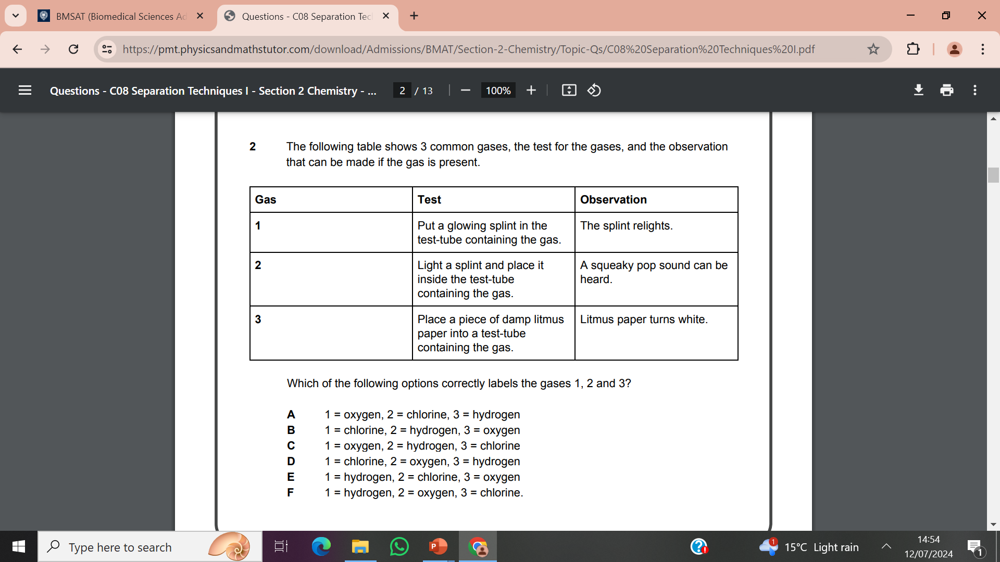 BMSAT (Biomedical Sciences Ad
Questions - C08 Separation Tec
https://pmt.physicsandmathstutor.com/download/Admissions/BMAT/Section-2-Chemistry/Topic-Qs/C08%20Separation%20Techniques%20I.pdf
Questions - C08 Separation Techniques I - Section 2 Chemistry - ...
2 / 13
100%
2 The following table shows 3 common gases, the test for the gases, and the observation
that can be made if the gas is present.
Gas Test Observation
1 Put a glowing splint in the The splint relights.
test-tube containing the gas.
2 Light a splint and place it A squeaky pop sound can be
inside the test-tube heard.
containing the gas.
3 Place a piece of damp litmus Litmus paper turns white.
paper into a test-tube
containing the gas.
Which of the following options correctly labels the gases 1, 2 and 3?
A 1 = oxygen, 2 = chlorine, 3 = hydrogen
B 1 = chlorine, 2 = hydrogen, 3 = oxygen
C 1 = oxygen, 2 = hydrogen, 3 = chlorine
D 1 = chlorine, 2 = oxygen, 3 = hydrogen
E 1 = hydrogen, 2 = chlorine, 3 = oxygen
F 1 = hydrogen, 2 = oxygen, 3 = chlorine.
Type here to search
P
1
15°C Light rain
14:54
12/07/2024
1